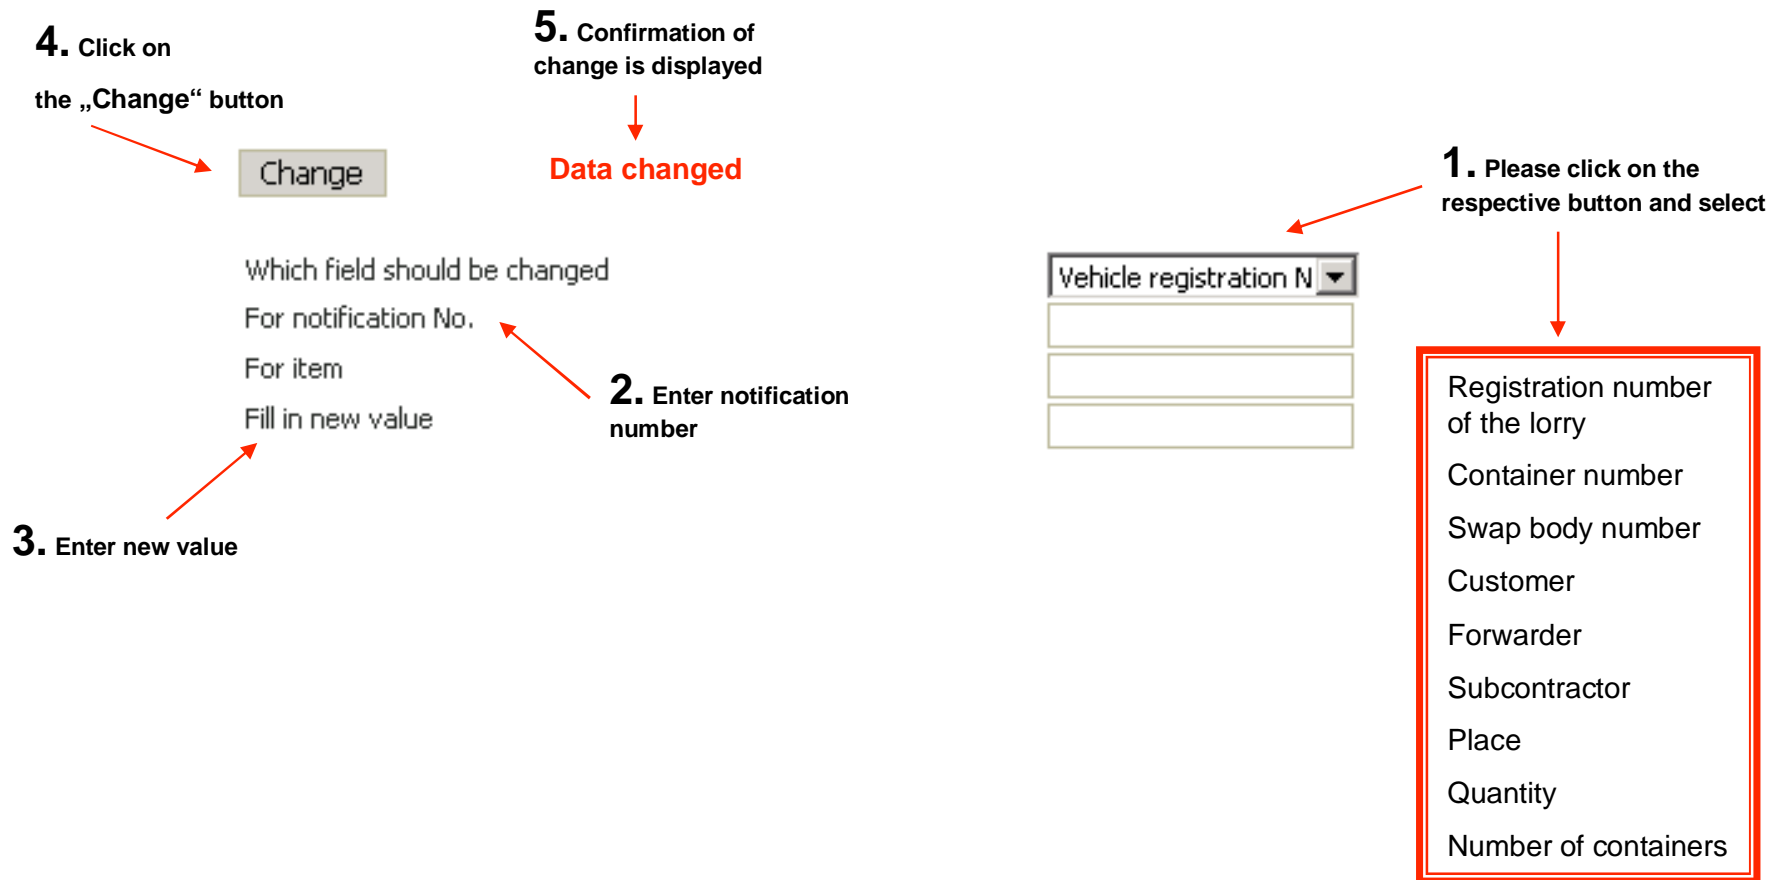 4. Click on
the „Change“ button
5. Confirmation of
change is displayed
Change
Data changed
1. Please click on the
respective button and select
Which field should be changed
Vehicle registration N
For notification No.
For item
Fill in new value
2. Enter notification
number
3. Enter new value
Registration number
of the lorry
Container number
Swap body number
Customer
Forwarder
Subcontractor
Place
Quantity
Number of containers